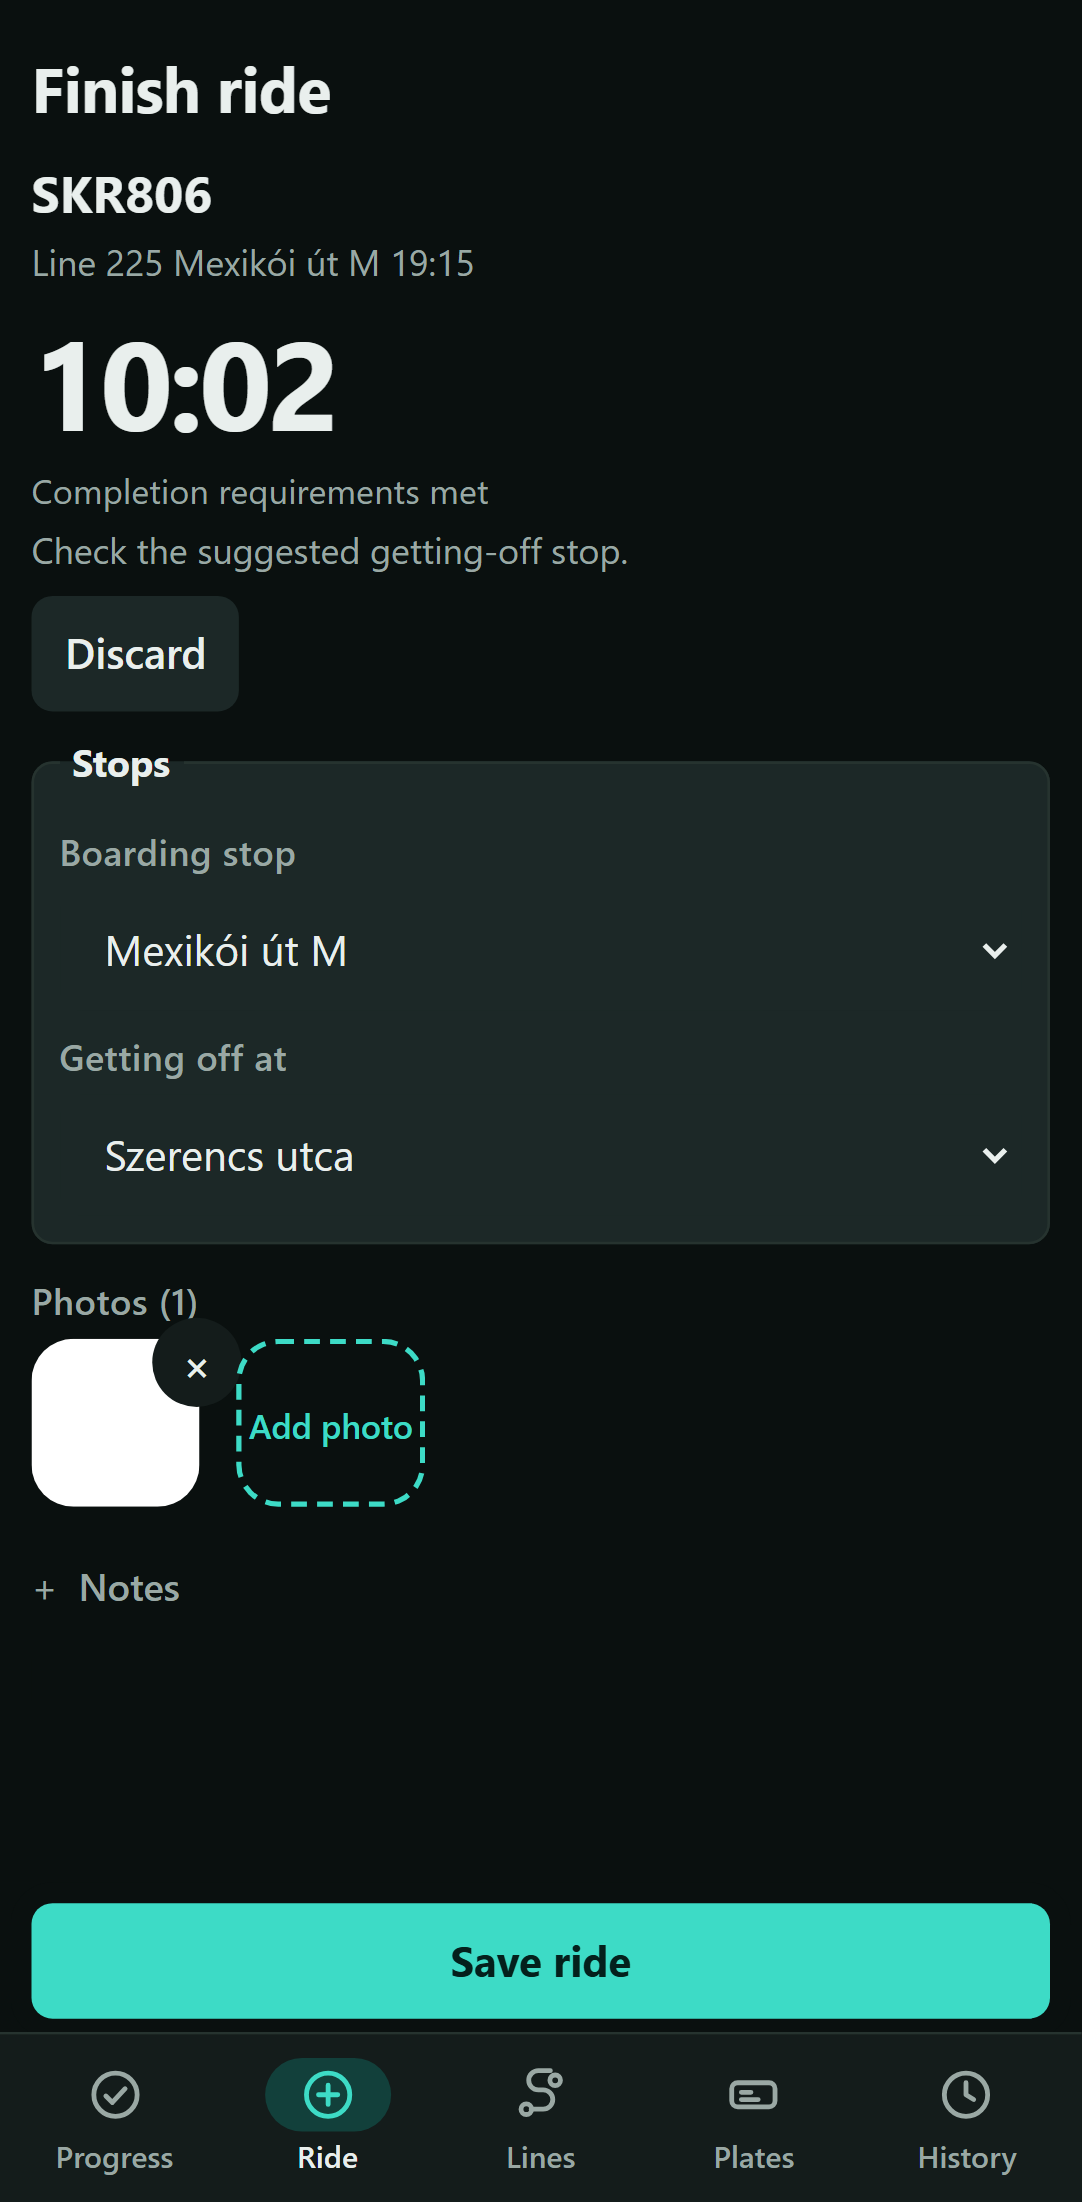 Finish ride
SKR806
Line 225 Mexikói út M 19:15
10:02
Completion requirements met
Check the suggested getting-off stop.
Discard
Stops
Boarding stop
Mexikói út M
Getting off at
Szerencs utca
Photos (1)
×
Add photo
+ Notes
Save ride
Progress
Ride
Lines
Plates
History